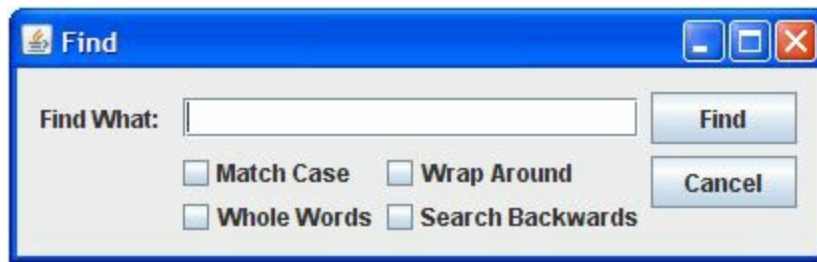 Find
Find What: Find
Match Case Wrap Around Cancel
Whole Words Search Backwards